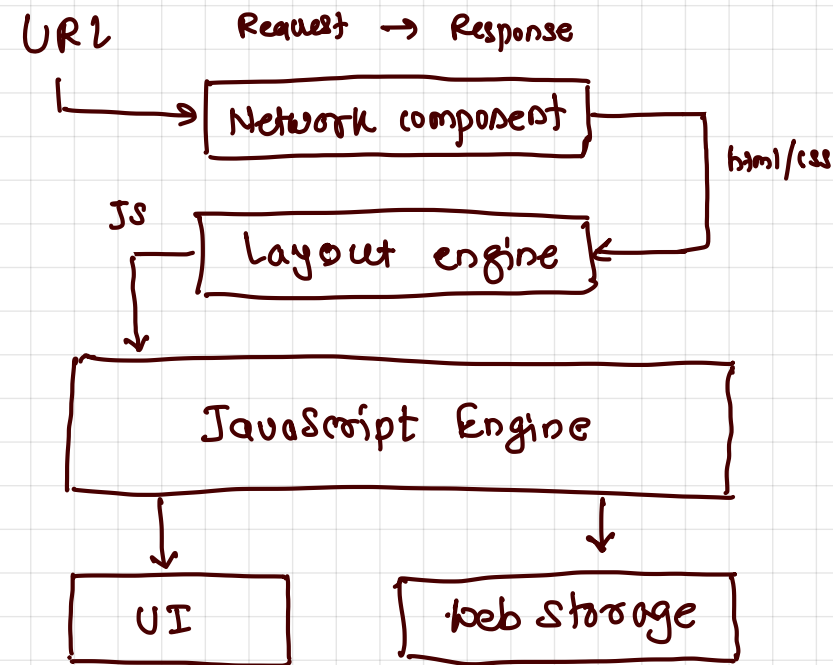 URL
Request → Response
Network component
html/css
JS
Layout engine
JavaScript Engine
UI
Web Storage